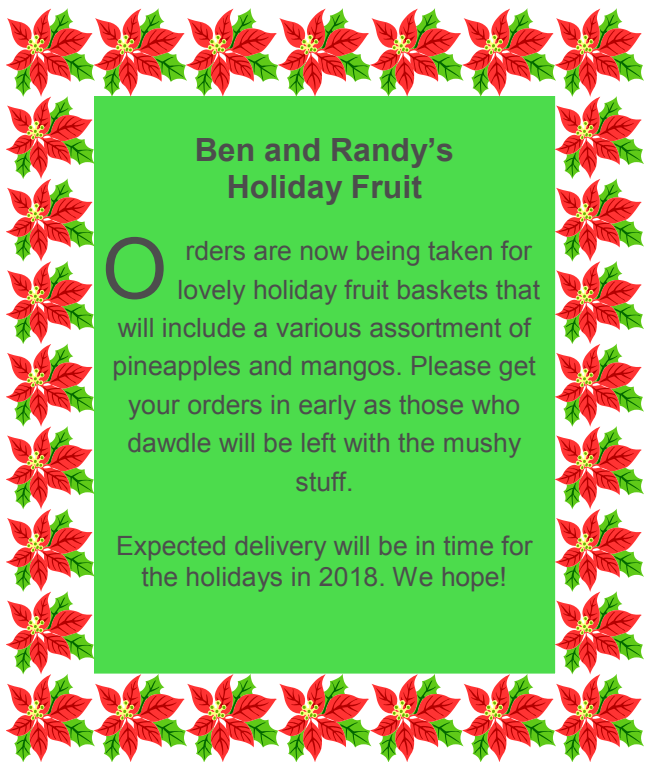 Ben and Randy’s
Holiday Fruit
Orders are now being taken for
lovely holiday fruit baskets that
will include a various assortment of
pineapples and mangos. Please get
your orders in early as those who
dawdle will be left with the mushy
stuff.
Expected delivery will be in time for
the holidays in 2018. We hope!